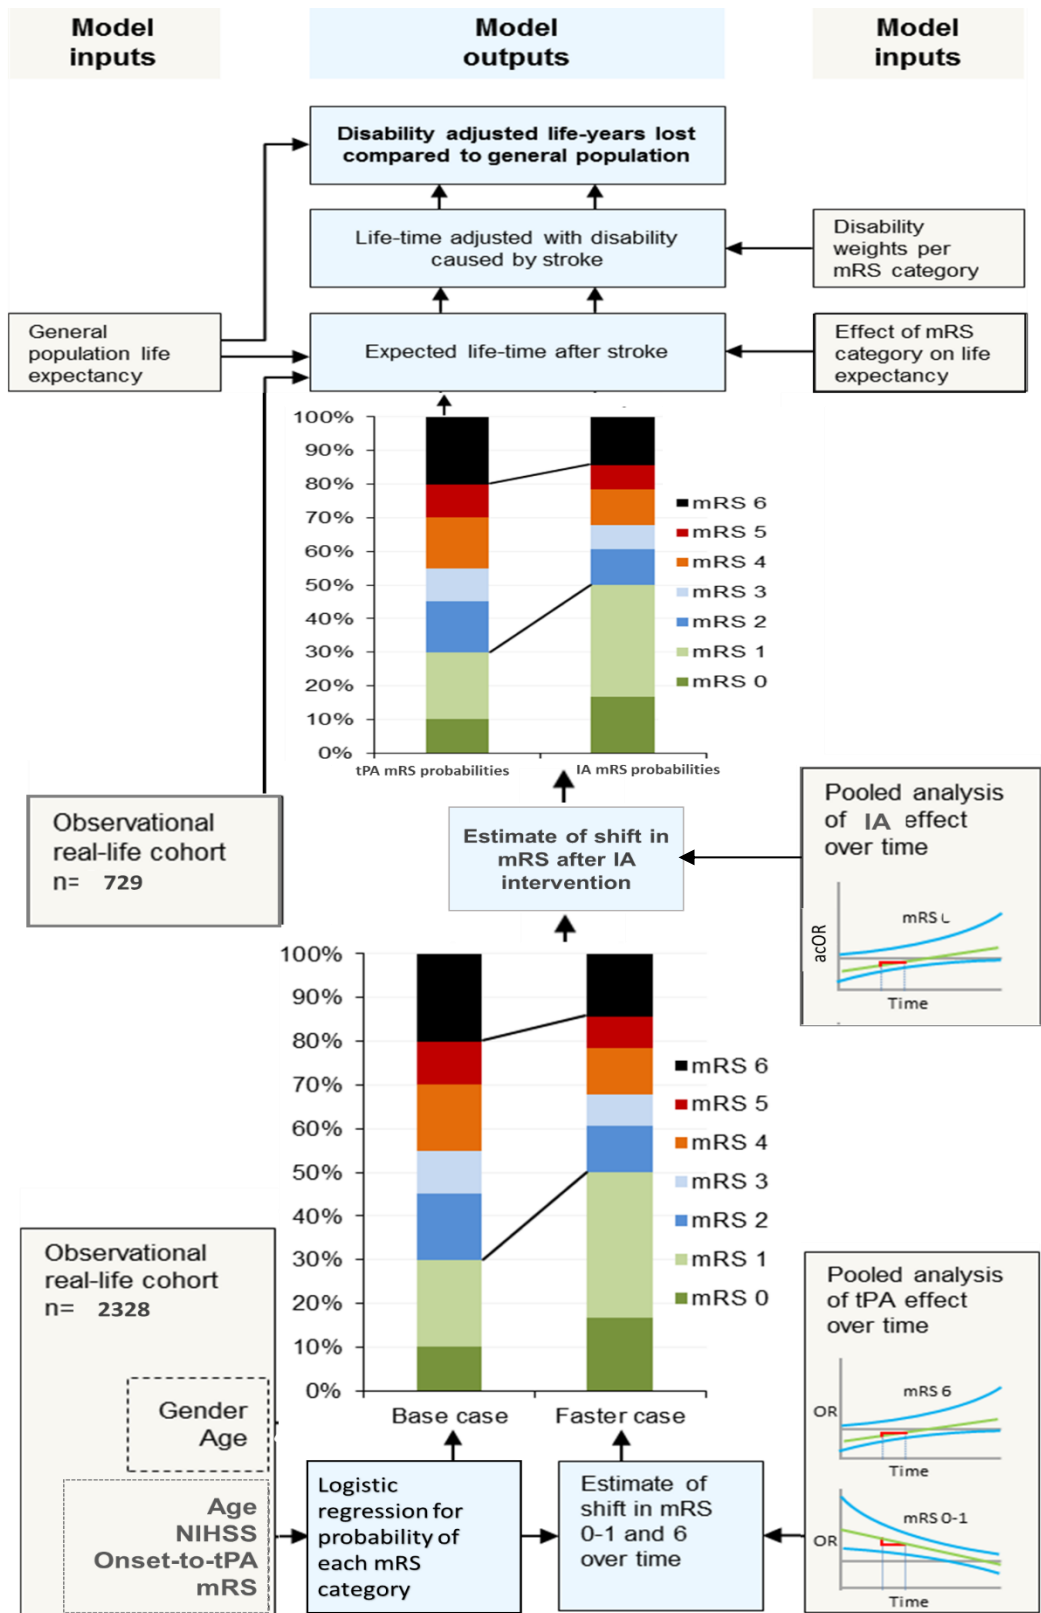 Model
inputs
Model
outputs
Model
inputs
Disability adjusted life-years lost
compared to general population
Life-time adjusted with disability
caused by stroke
Disability
weights per
mRS category
General
population life
expectancy
Expected life-time after stroke
Effect of mRS
category on life
expectancy
100%
90%
80%
70%
60%
50%
40%
30%
20%
10%
0%
mRS 6
mRS 5
mRS 4
mRS 3
mRS 2
mRS 1
mRS 0
tPA mRS probabilities
IA mRS probabilities
Observational
real-life cohort
n= 729
Estimate of shift in
mRS after IA
intervention
Pooled analysis
of IA effect
over time
mRS
acOR
Time
100%
90%
80%
70%
60%
50%
40%
30%
20%
10%
0%
mRS 6
mRS 5
mRS 4
mRS 3
mRS 2
mRS 1
mRS 0
Base case
Faster case
Observational
real-life cohort
n= 2328
Gender
Age
Age
NIHSS
Onset-to-tPA
mRS
Logistic
regression for
probability of
each mRS
category
Estimate of
shift in mRS
0-1 and 6
over time
Pooled analysis
of tPA effect
over time
mRS 6
OR
Time
mRS 0-1
OR
Time